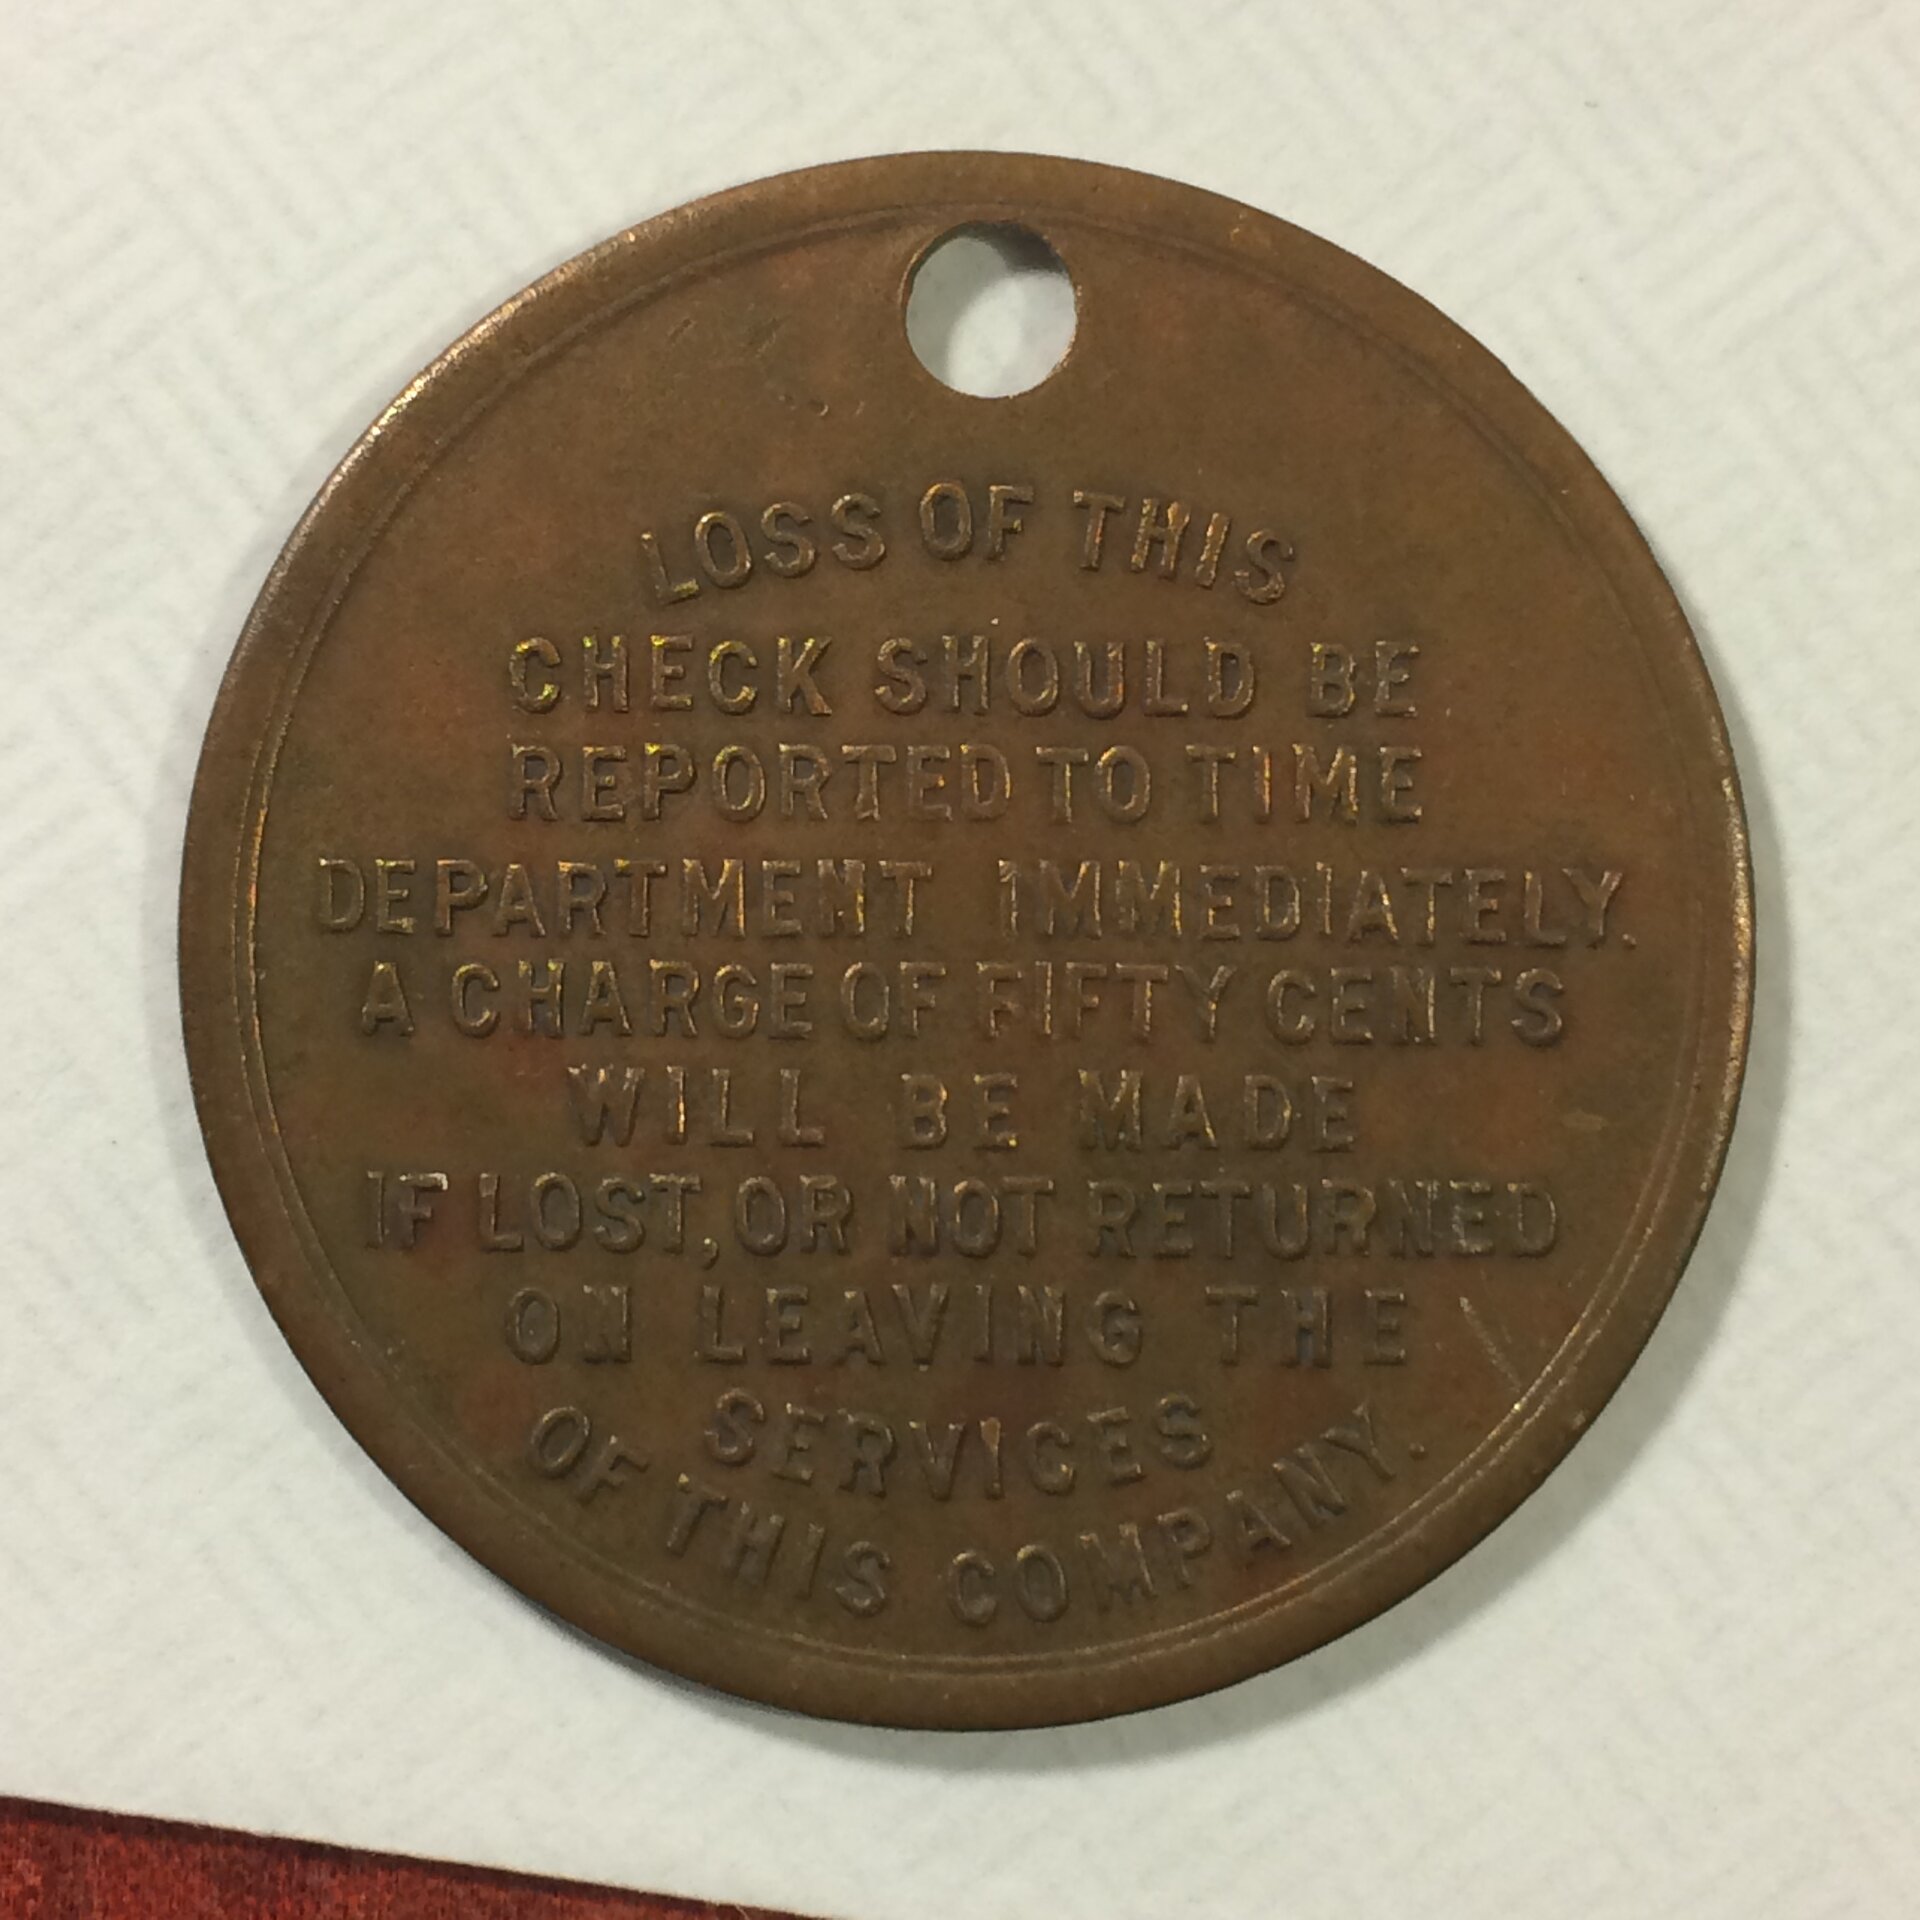 LOSS OF THIS
CHECK SHOULD BE
REPORTED TO TIME
DEPARTMENT IMMEDIATELY.
A CHARGE OF FIFTY CENTS
WILL BE MADE
IF LOST, OR NOT RETURNED
ON LEAVING THE
SERVICES
OF THIS COMPANY.